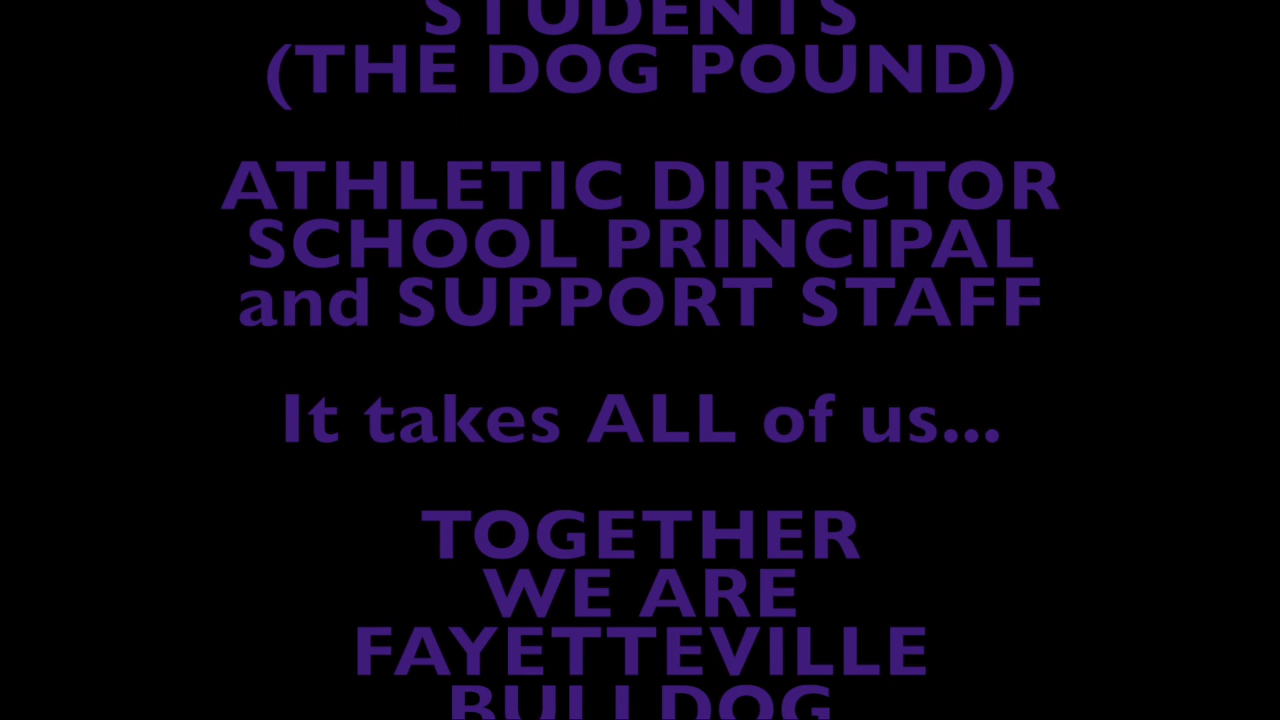 STUDENTS
(THE DOG POUND)
ATHLETIC DIRECTOR
SCHOOL PRINCIPAL
and SUPPORT STAFF
It takes ALL of us...
TOGETHER
WE ARE
FAYETTEVILLE
BULLDOG